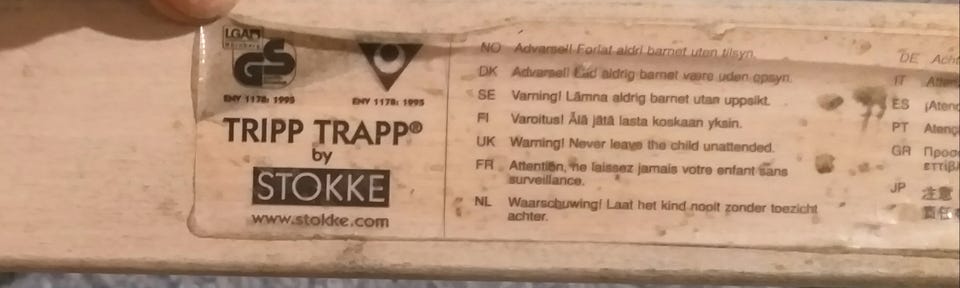 LGA
GS
ENV 1178: 1995
ENV 1178: 1995
TRIPP TRAPP®
by
STOKKE
www.stokke.com
NO Advarsel! Forlat aldri barnet uten tilsyn.
DK Advarsel! Lad aldrig barnet være uden opsyn.
SE Varning! Lämna aldrig barnet utan uppsikt.
FI Varoitus! Älä jätä lasta koskaan yksin.
UK Warning! Never leave the child unattended.
FR Attention, ne laissez jamais votre enfant sans
surveillance.
NL Waarschuwing! Laat het kind nooit zonder toezicht
achter.
DE
IT
ES
PT
GR
JP 注意
責任